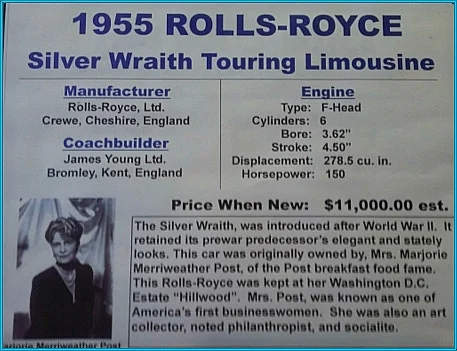 1955 ROLLS-ROYCE
Silver Wraith Touring Limousine
Manufacturer
Rolls-Royce, Ltd.
Crewe, Cheshire, England
Coachbuilder
James Young Ltd.
Bromley, Kent, England
Engine
Type: F-Head
Cylinders: 6
Bore: 3.62"
Stroke: 4.50"
Displacement: 278.5 cu. in.
Horsepower: 150
Price When New: $11,000.00 est.
The Silver Wraith, was introduced after World War II. It
retained its prewar predecessor's elegant and stately
looks. This car was originally owned by, Mrs. Marjorie
Merriweather Post, of the Post breakfast food fame.
This Rolls-Royce was kept at her Washington D.C.
Estate "Hillwood". Mrs. Post, was known as one of
America's first businesswomen. She was also an art
collector, noted philanthropist, and socialite.
arjorie Merriweather Post